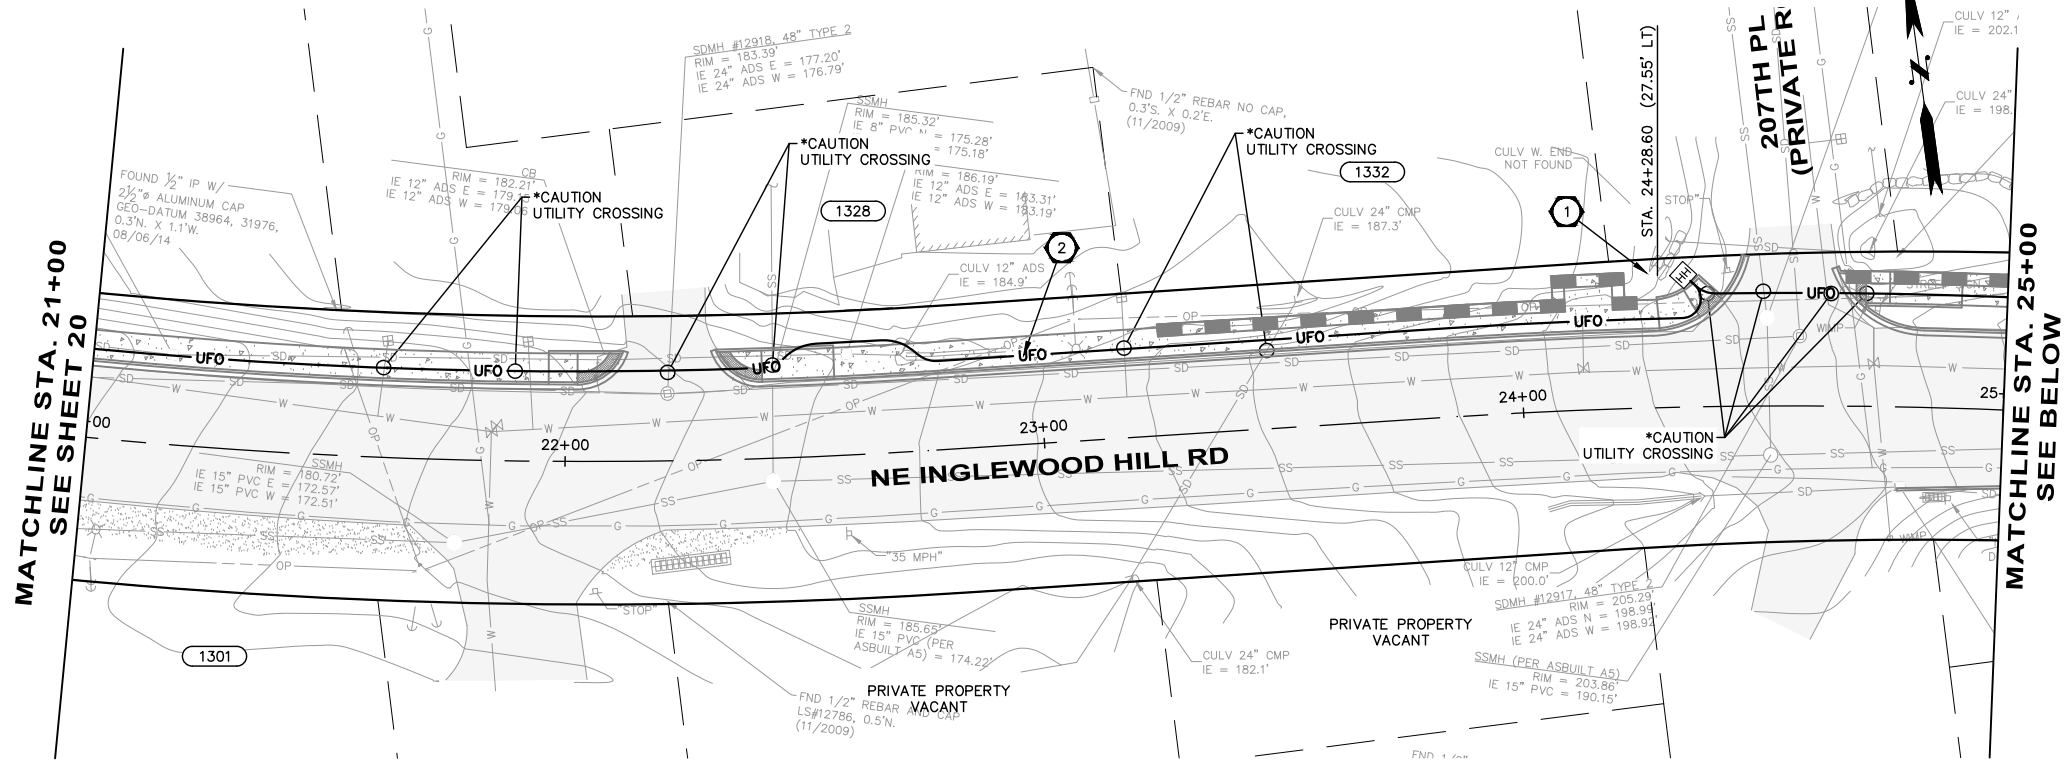 MATCHLINE STA. 21+00
SEE SHEET 20
FOUND 1/2" IP W/
2 1/2"ø ALUMINUM CAP
GEO-DATUM 38964, 31976,
0.3'N. X 1.1'W.
08/06/14
CB
RIM = 182.21'
IE 12" ADS E = 179.
IE 12" ADS W = 179.06
*CAUTION
UTILITY CROSSING
SDMH #12918, 48" TYPE 2
RIM = 183.39'
IE 24" ADS E = 177.20'
IE 24" ADS W = 176.79'
SSMH
RIM = 185.32'
IE 8" PVC N = 175.28'
= 175.18'
*CAUTION
UTILITY CROSSING
RIM = 186.19'
IE 12" ADS E = 183.31'
IE 12" ADS W = 183.19'
1328
2
CULV 12" ADS
IE = 184.9'
FND 1/2" REBAR NO CAP,
0.3'S. X 0.2'E.
(11/2009)
*CAUTION
UTILITY CROSSING
1332
CULV 24" CMP
IE = 187.3'
CULV W. END
NOT FOUND
1
STA. 24+28.60 (27.55' LT)
STOP"
207TH PL
(PRIVATE R
Z
CULV 12"
IE = 202.1
CULV 24"
IE = 198.
MATCHLINE STA. 25+00
SEE BELOW
UFO
UFO
UFO
UFO
UFO
UFO
UFO
HH
WMP
00
22+00
23+00
24+00
25
NE INGLEWOOD HILL RD
*CAUTION
UTILITY CROSSING
SSMH
RIM = 180.72'
IE 15" PVC E = 172.57'
IE 15" PVC W = 172.51'
"35 MPH"
"STOP"
WMP
1301
SSMH
RIM = 185.65'
IE 15" PVC (PER
ASBUILT A5) = 174.22'
FND 1/2" REBAR AND CAP
LS#12786, 0.5'N.
(11/2009)
PRIVATE PROPERTY
VACANT
CULV 24" CMP
IE = 182.1'
PRIVATE PROPERTY
VACANT
CULV 12" CMP
IE = 200.0'
SDMH #12917, 48" TYPE 2
RIM = 205.29'
IE 24" ADS N = 198.99'
IE 24" ADS W = 198.92'
SSMH (PER ASBUILT A5)
RIM = 203.86'
IE 15" PVC = 190.15'